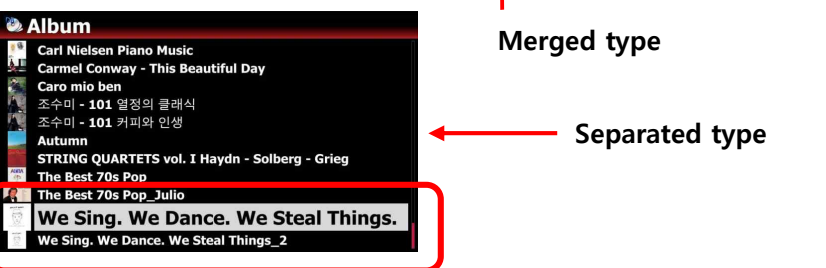 Album
Carl Nielsen Piano Music
Carmel Conway - This Beautiful Day
Caro mio ben
조수미 - 101 열정의 클래식
조수미 - 101 커피와 인생
Autumn
STRING QUARTETS vol. I Haydn - Solberg - Grieg
The Best 70s Pop
The Best 70s Pop_Julio
We Sing. We Dance. We Steal Things.
We Sing. We Dance. We Steal Things_2
Merged type
Separated type